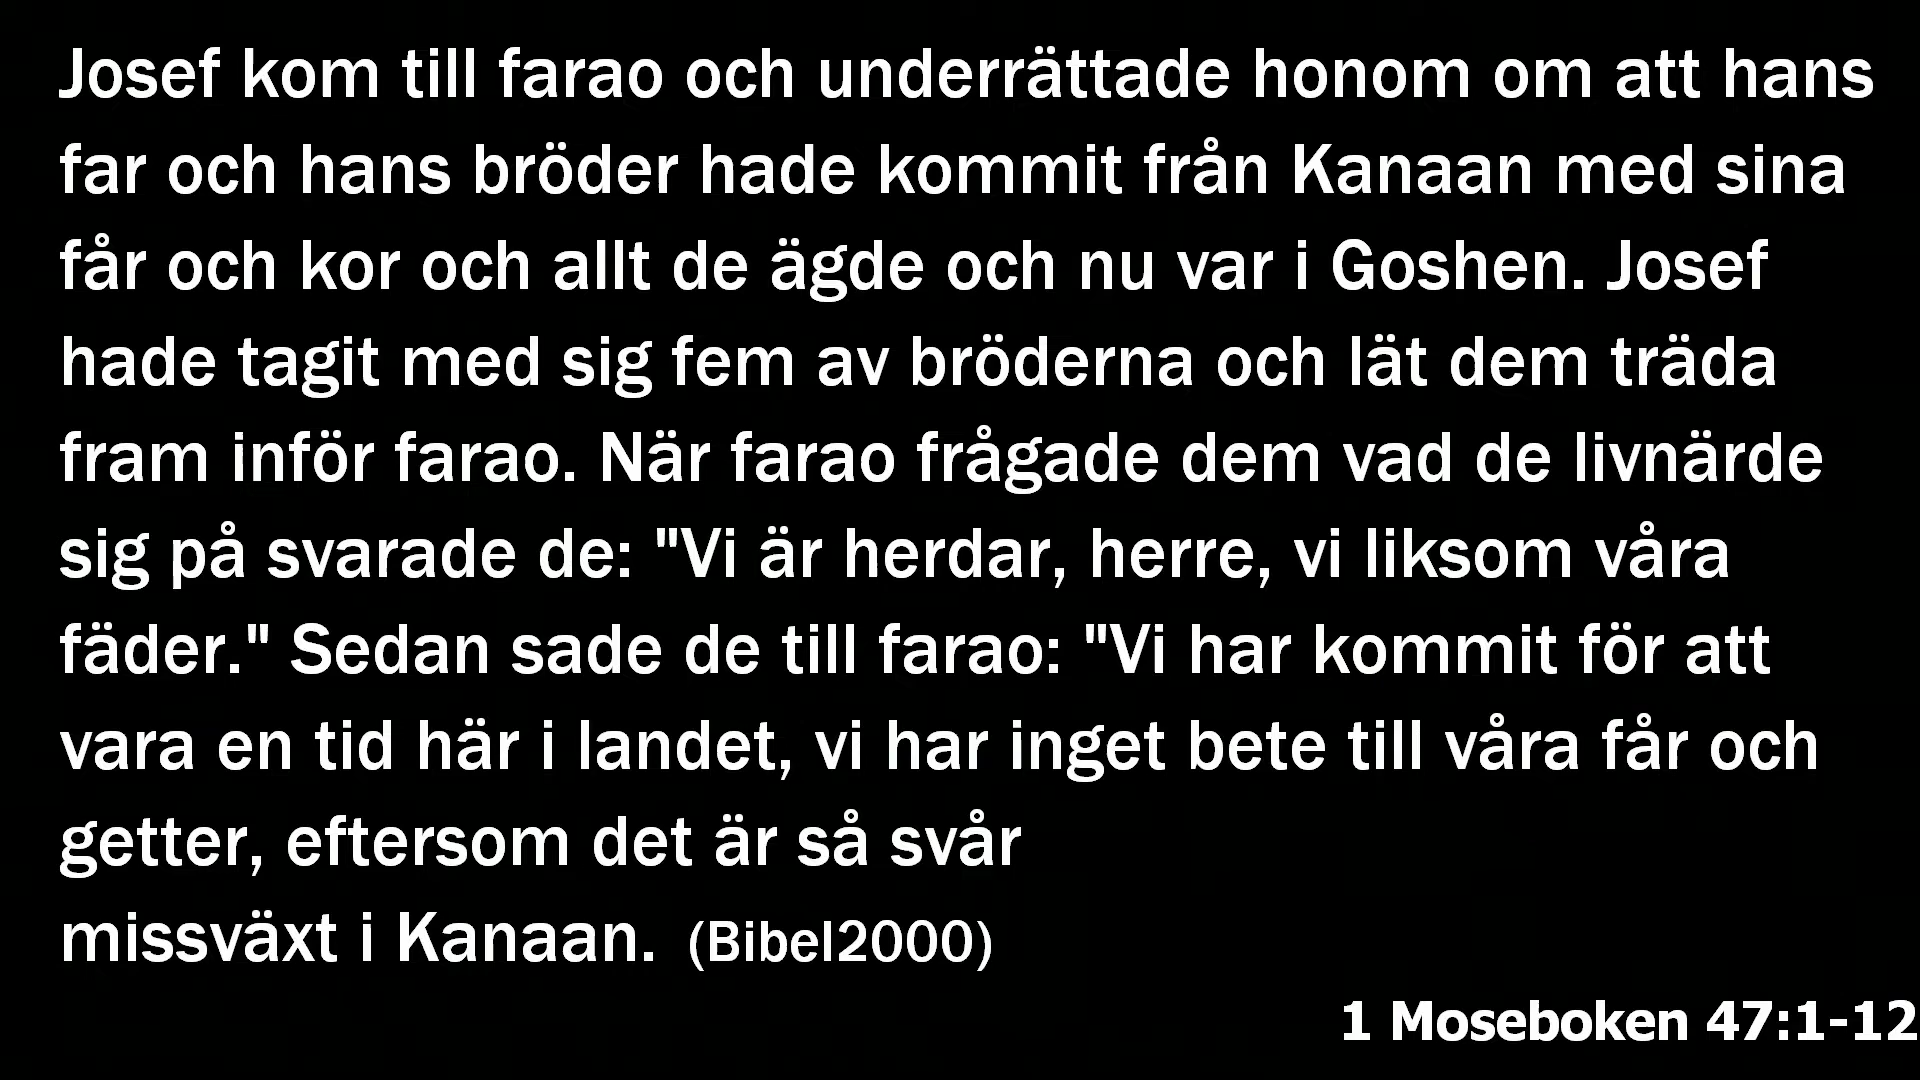 Josef kom till farao och underrättade honom om att hans
far och hans bröder hade kommit från Kanaan med sina
får och kor och allt de ägde och nu var i Goshen. Josef
hade tagit med sig fem av bröderna och lät dem träda
fram inför farao. När farao frågade dem vad de livnärde
sig på svarade de: "Vi är herdar, herre, vi liksom våra
fäder." Sedan sade de till farao: "Vi har kommit för att
vara en tid här i landet, vi har inget bete till våra får och
getter, eftersom det är så svår
missväxt i Kanaan. (Bibel2000)
1 Moseboken 47:1-12